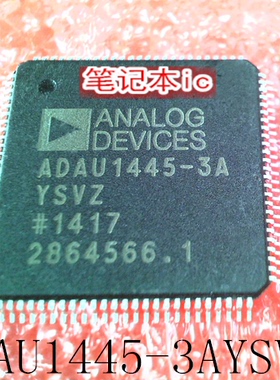 笔记本ic
ANALOG
DEVICES
ADAU1445-3A
YSVZ
#1417
2864566.1
AU1445-3AYSV